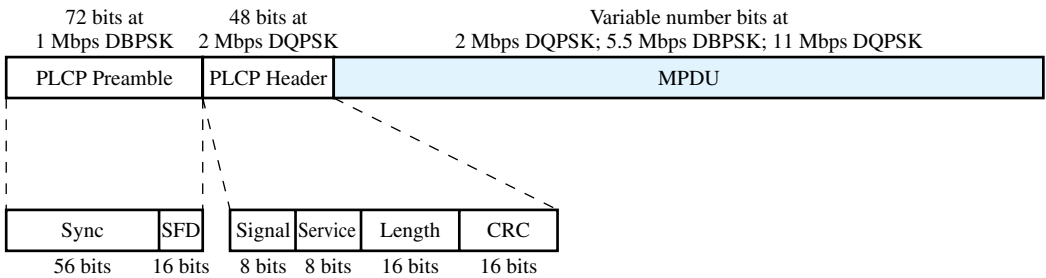 72 bits at 48 bits at Variable number bits at
1 Mbps DBPSK 2 Mbps DQPSK 2 Mbps DQPSK; 5.5 Mbps DBPSK; 11 Mbps DQPSK
PLCP Preamble PLCP Header MPDU
Sync SFD Signal Service Length CRC
56 bits 16 bits 8 bits 8 bits 16 bits 16 bits